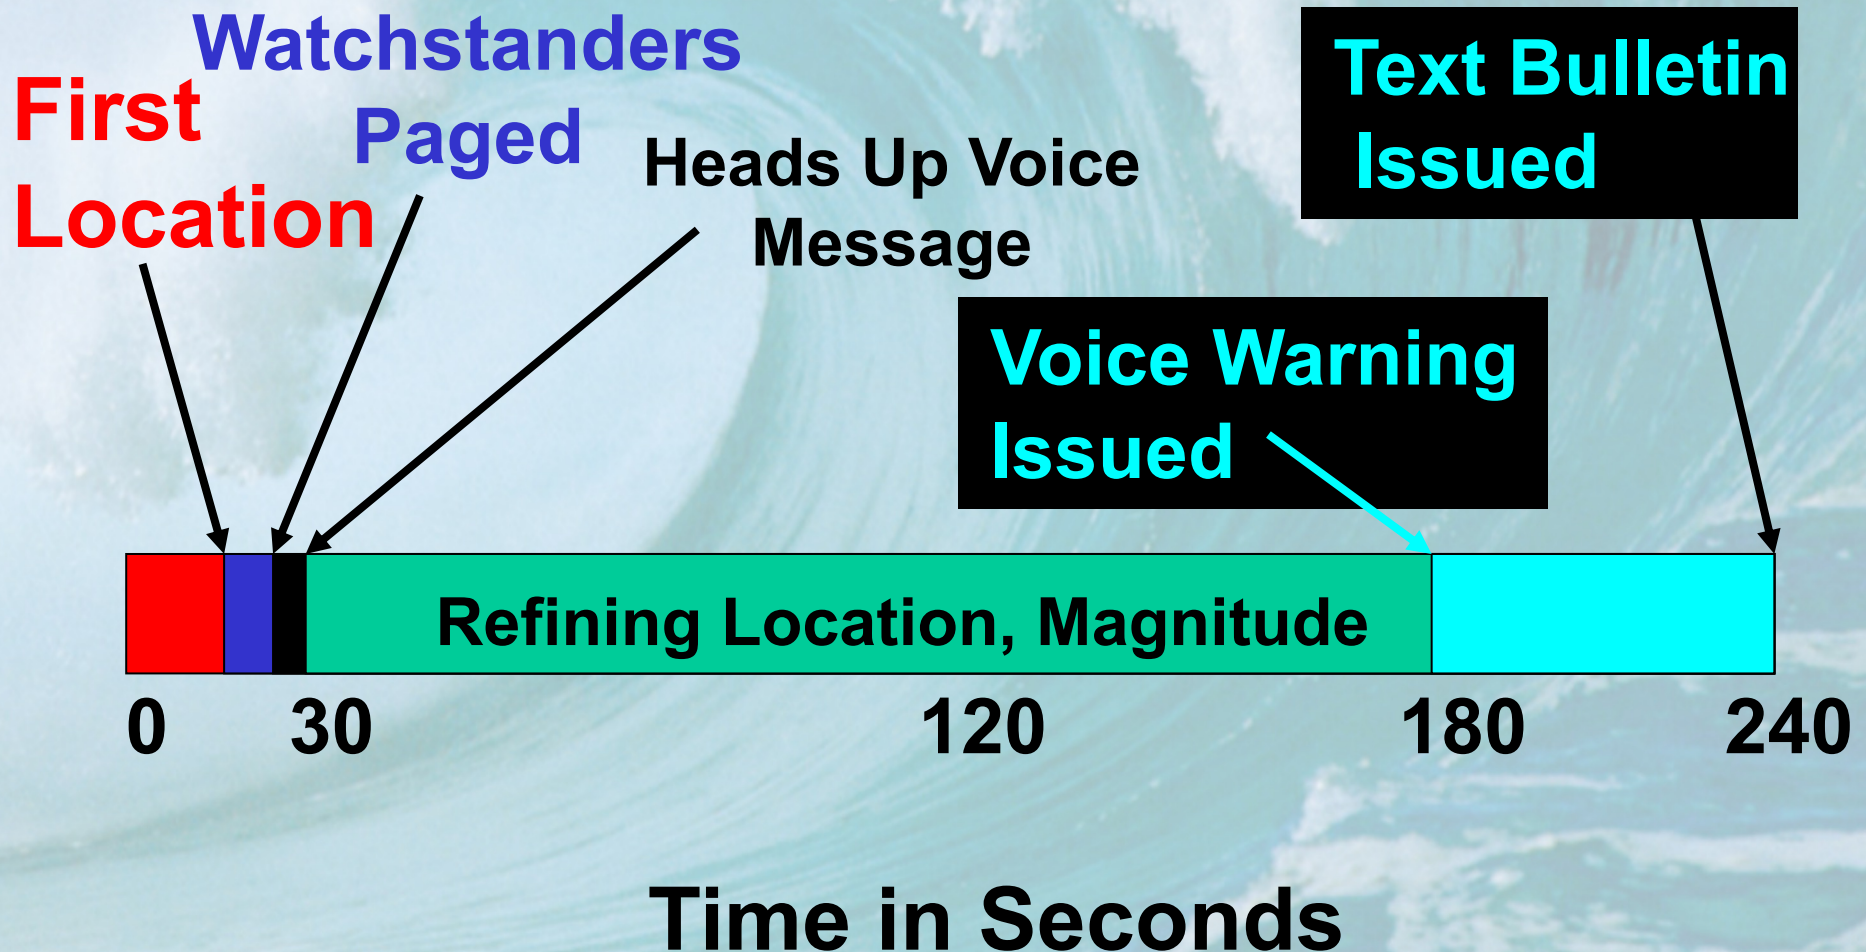 Watchstanders
Paged
First
Location
Heads Up Voice
Message
Text Bulletin
Issued
Voice Warning
Issued
Refining Location, Magnitude
0 30 120 180 240
Time in Seconds